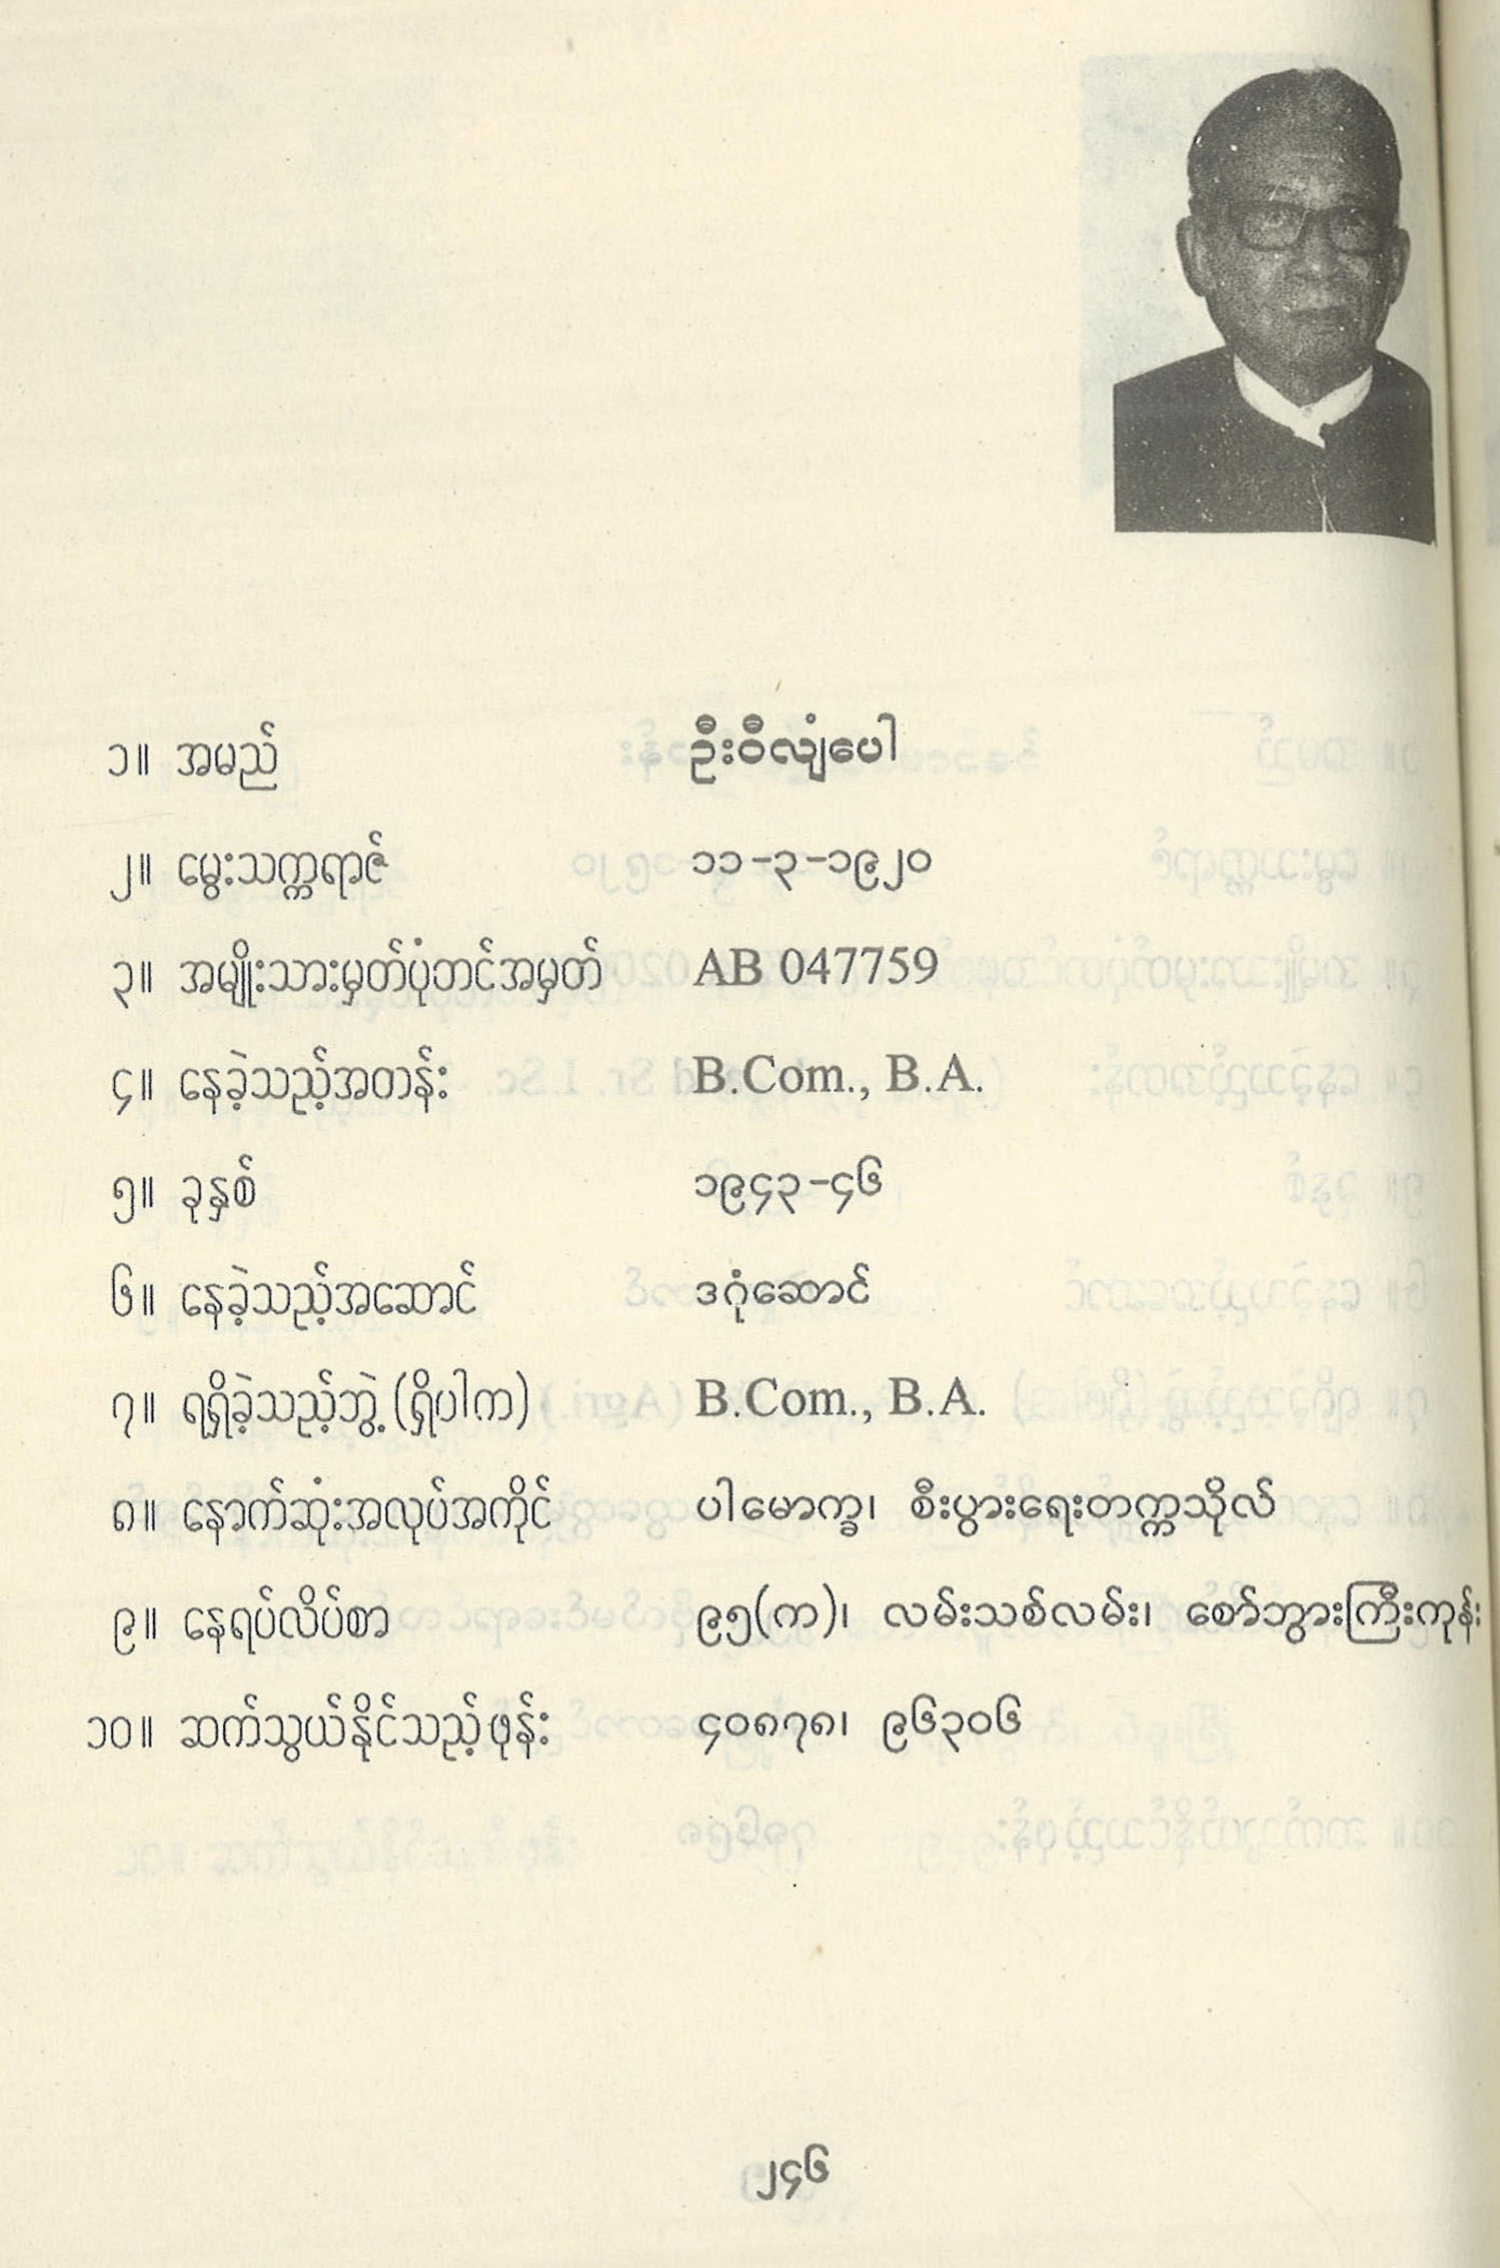 ၁။ အမည် ဦးဝီလျံပေါ
၂။ မွေးသက္ကရာဇ် ၁၁-၃-၁၉၂၀
၃။ အမျိုးသားမှတ်ပုံတင်အမှတ် AB 047759
၄။ နေခဲ့သည့်အတန်း B.Com., B.A.
၅။ ခုနှစ် ၁၉၄၃-၄၆
၆။ နေခဲ့သည့်အဆောင် ဒဂုံဆောင်
၇။ ရရှိခဲ့သည့်ဘွဲ့ (ရှိပါက) B.Com., B.A.
၈။ နောက်ဆုံးအလုပ်အကိုင် ပါမောက္ခ၊ စီးပွားရေးတက္ကသိုလ်
၉။ နေရပ်လိပ်စာ ၉၅(က)၊ လမ်းသစ်လမ်း၊ စော်ဘွားကြီးကုန်း
၁၀။ ဆက်သွယ်နိုင်သည့်ဖုန်း ၄၀၈၇၈၊ ၉၆၃၀၆
၂၄၆